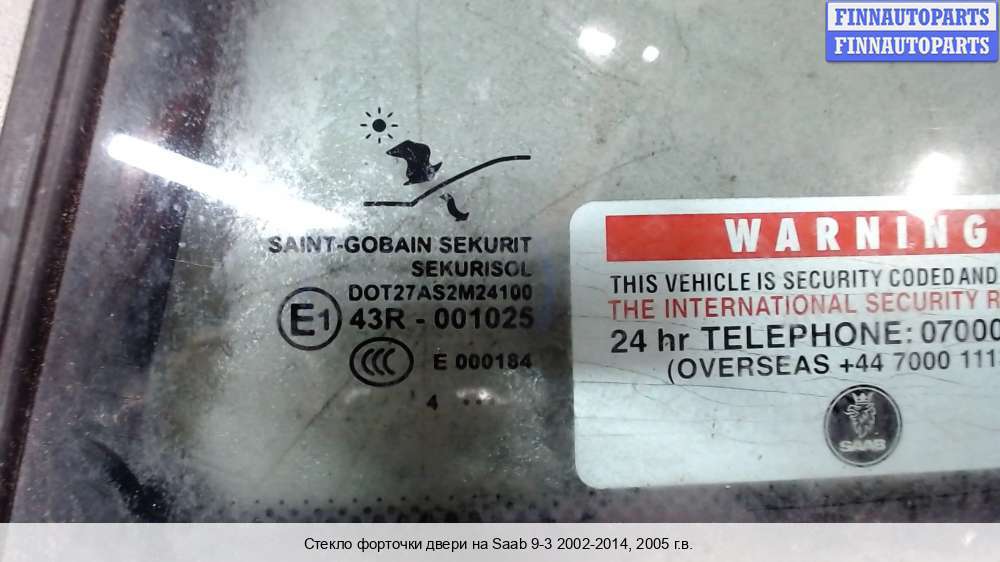 FINNAUTOPARTS
FINNAUTOPARTS
SAINT-GOBAIN SEKURIT
SEKURISOL
DOT27AS2M24100
E1 43R - 001025
CCC E 000184
4 ..
WARNING
THIS VEHICLE IS SECURITY CODED AND
THE INTERNATIONAL SECURITY R
24 hr TELEPHONE: 07000
(OVERSEAS +44 7000 111
SAAB
Стекло форточки двери на Saab 9-3 2002-2014, 2005 г.в.